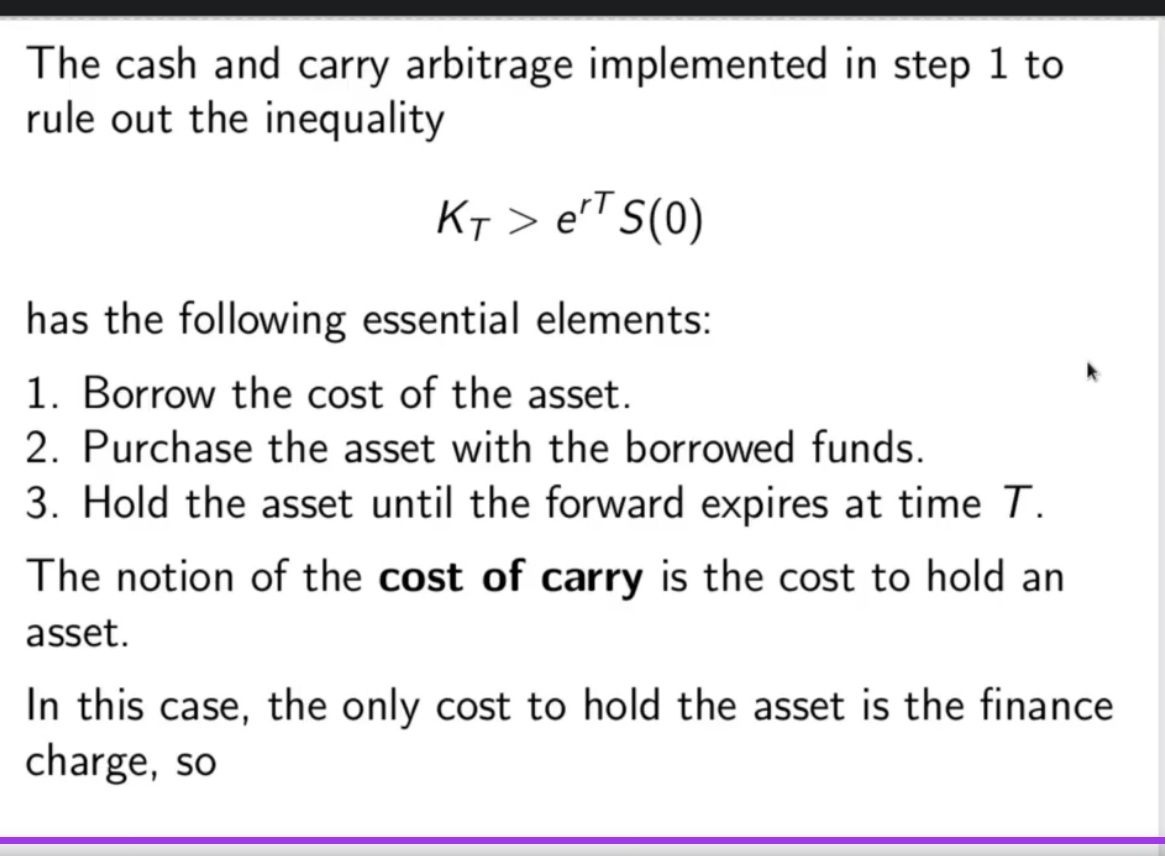 The cash and carry arbitrage implemented in step 1 to
rule out the inequality
K_T > e^{rT} S(0)
has the following essential elements:
1. Borrow the cost of the asset.
2. Purchase the asset with the borrowed funds.
3. Hold the asset until the forward expires at time T.
The notion of the cost of carry is the cost to hold an
asset.
In this case, the only cost to hold the asset is the finance
charge, so